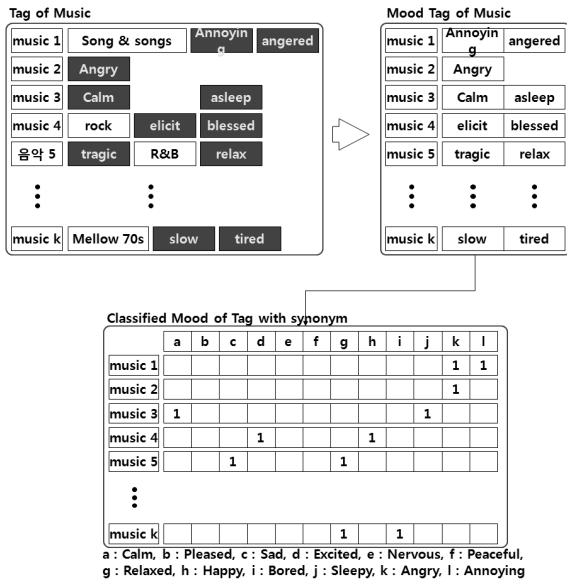 Tag of Music
music 1 Song & songs Annoyin
g angered
music 2 Angry
music 3 Calm asleep
music 4 rock elicit blessed
음악 5 tragic R&B relax
music k Mellow 70s slow tired
Mood Tag of Music
music 1 Annoyin
g angered
music 2 Angry
music 3 Calm asleep
music 4 elicit blessed
music 5 tragic relax
music k slow tired
Classified Mood of Tag with synonym
a b c d e f g h i j k l
music 1 1 1
music 2 1
music 3 1 1
music 4 1 1
music 5 1 1
music k 1 1
a : Calm, b : Pleased, c : Sad, d : Excited, e : Nervous, f : Peaceful,
g : Relaxed, h : Happy, i : Bored, j : Sleepy, k : Angry, l : Annoying